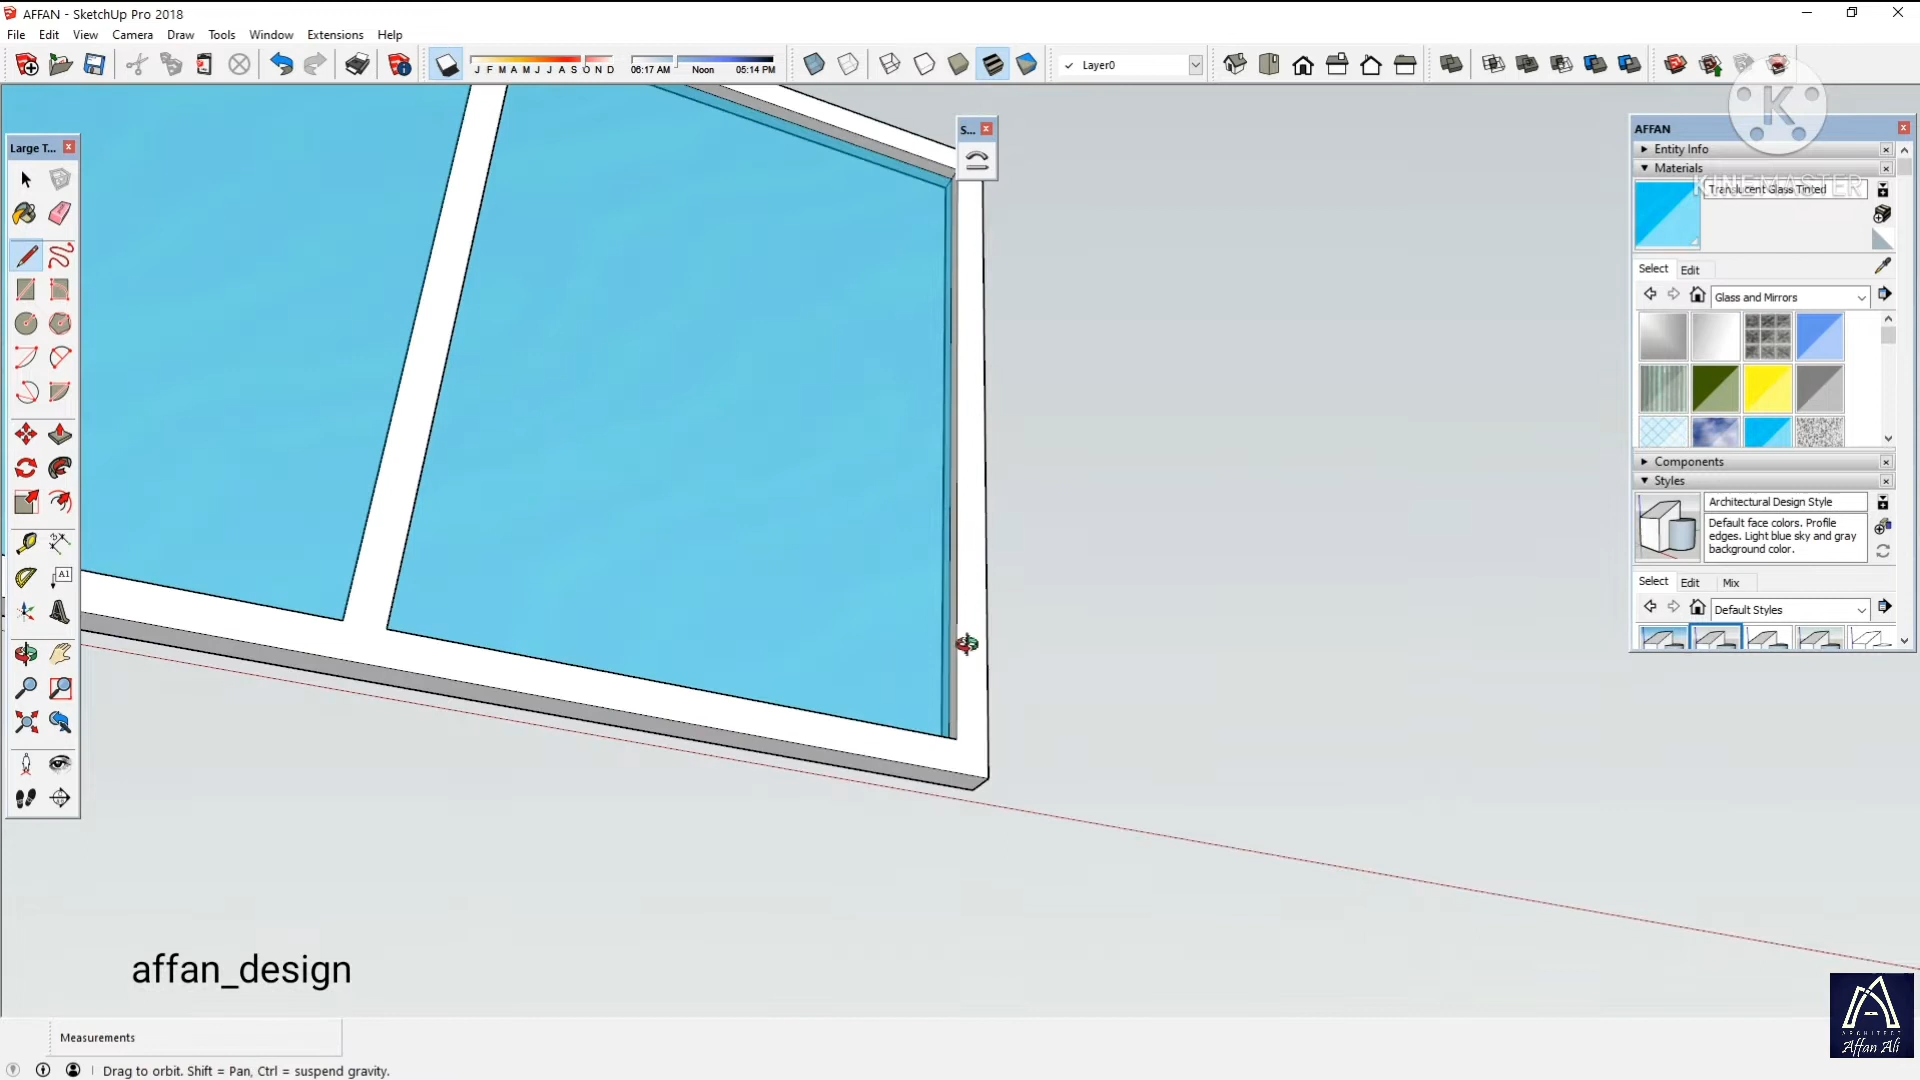 AFFAN - SketchUp Pro 2018
File Edit View Camera Draw Tools Window Extensions Help
J F M A M J J A S O N D
06:17 AM Noon 05:14 PM
Layer0
Large T...
S...
AFFAN
Entity Info
Materials
KINEMASTER
Translucent Glass Tinted
Select Edit
Glass and Mirrors
Components
Styles
Architectural Design Style
Default face colors. Profile
edges. Light blue sky and gray
background color.
Select Edit Mix
Default Styles
A1
affan_design
ARCHITECT
Affan Ali
Measurements
Drag to orbit. Shift = Pan, Ctrl = suspend gravity.